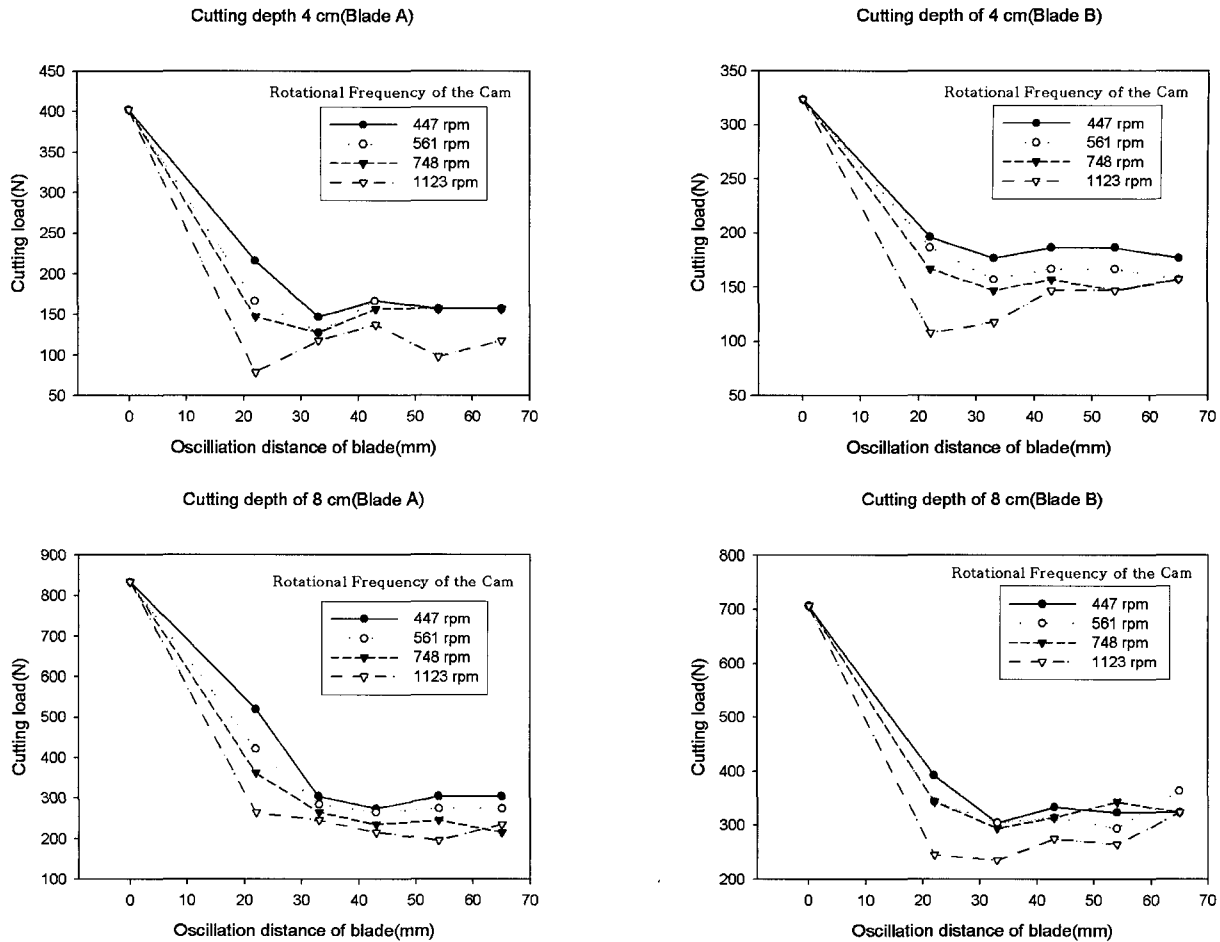 Cutting depth 4 cm(Blade A)
450
400
350
300
250
200
150
100
50
Cutting load(N)
Rotational Frequency of the Cam
447 rpm
561 rpm
748 rpm
1123 rpm
0 10 20 30 40 50 60 70
Oscilliation distance of blade(mm)
Cutting depth of 4 cm(Blade B)
350
300
250
200
150
100
50
Cutting load(N)
Rotational Frequency of the Cam
447 rpm
561 rpm
748 rpm
1123 rpm
0 10 20 30 40 50 60 70
Oscillation distance of blade(mm)
Cutting depth of 8 cm(Blade A)
900
800
700
600
500
400
300
200
100
Cutting load(N)
Rotational Frequency of the Cam
447 rpm
561 rpm
748 rpm
1123 rpm
0 10 20 30 40 50 60 70
Oscillation distance of blade(mm)
Cutting depth of 8 cm(Blade B)
800
700
600
500
400
300
200
Cutting load(N)
Rotational Frequency of the Cam
447 rpm
561 rpm
748 rpm
1123 rpm
0 10 20 30 40 50 60 70
Oscillation distance of blade(mm)